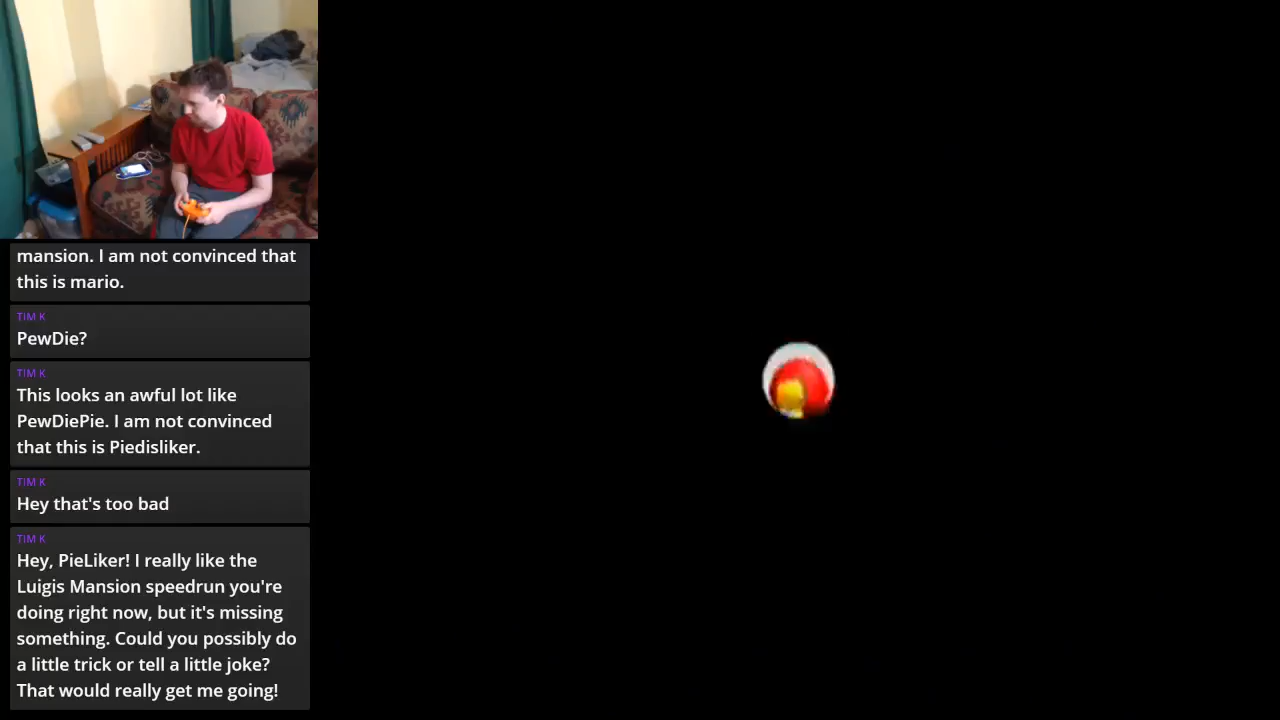 mansion. I am not convinced that
this is mario.
TIM K
PewDie?
TIM K
This looks an awful lot like
PewDiePie. I am not convinced
that this is Piedisliker.
TIM K
Hey that's too bad
TIM K
Hey, PieLiker! I really like the
Luigis Mansion speedrun you're
doing right now, but it's missing
something. Could you possibly do
a little trick or tell a little joke?
That would really get me going!